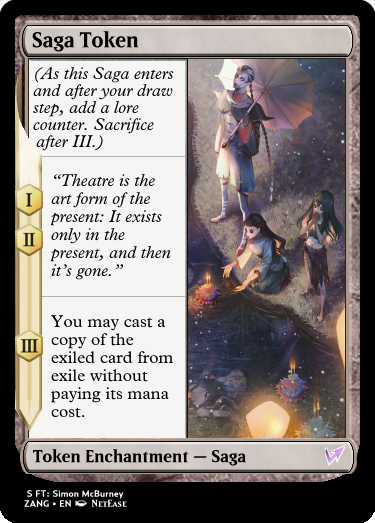 Saga Token
(As this Saga enters
and after your draw
step, add a lore
counter. Sacrifice
after III.)
I
II
“Theatre is the
art form of the
present: It exists
only in the
present, and then
it’s gone.”
III
You may cast a
copy of the
exiled card from
exile without
paying its mana
cost.
Token Enchantment — Saga
S FT: Simon McBurney
ZANG • EN NetEase